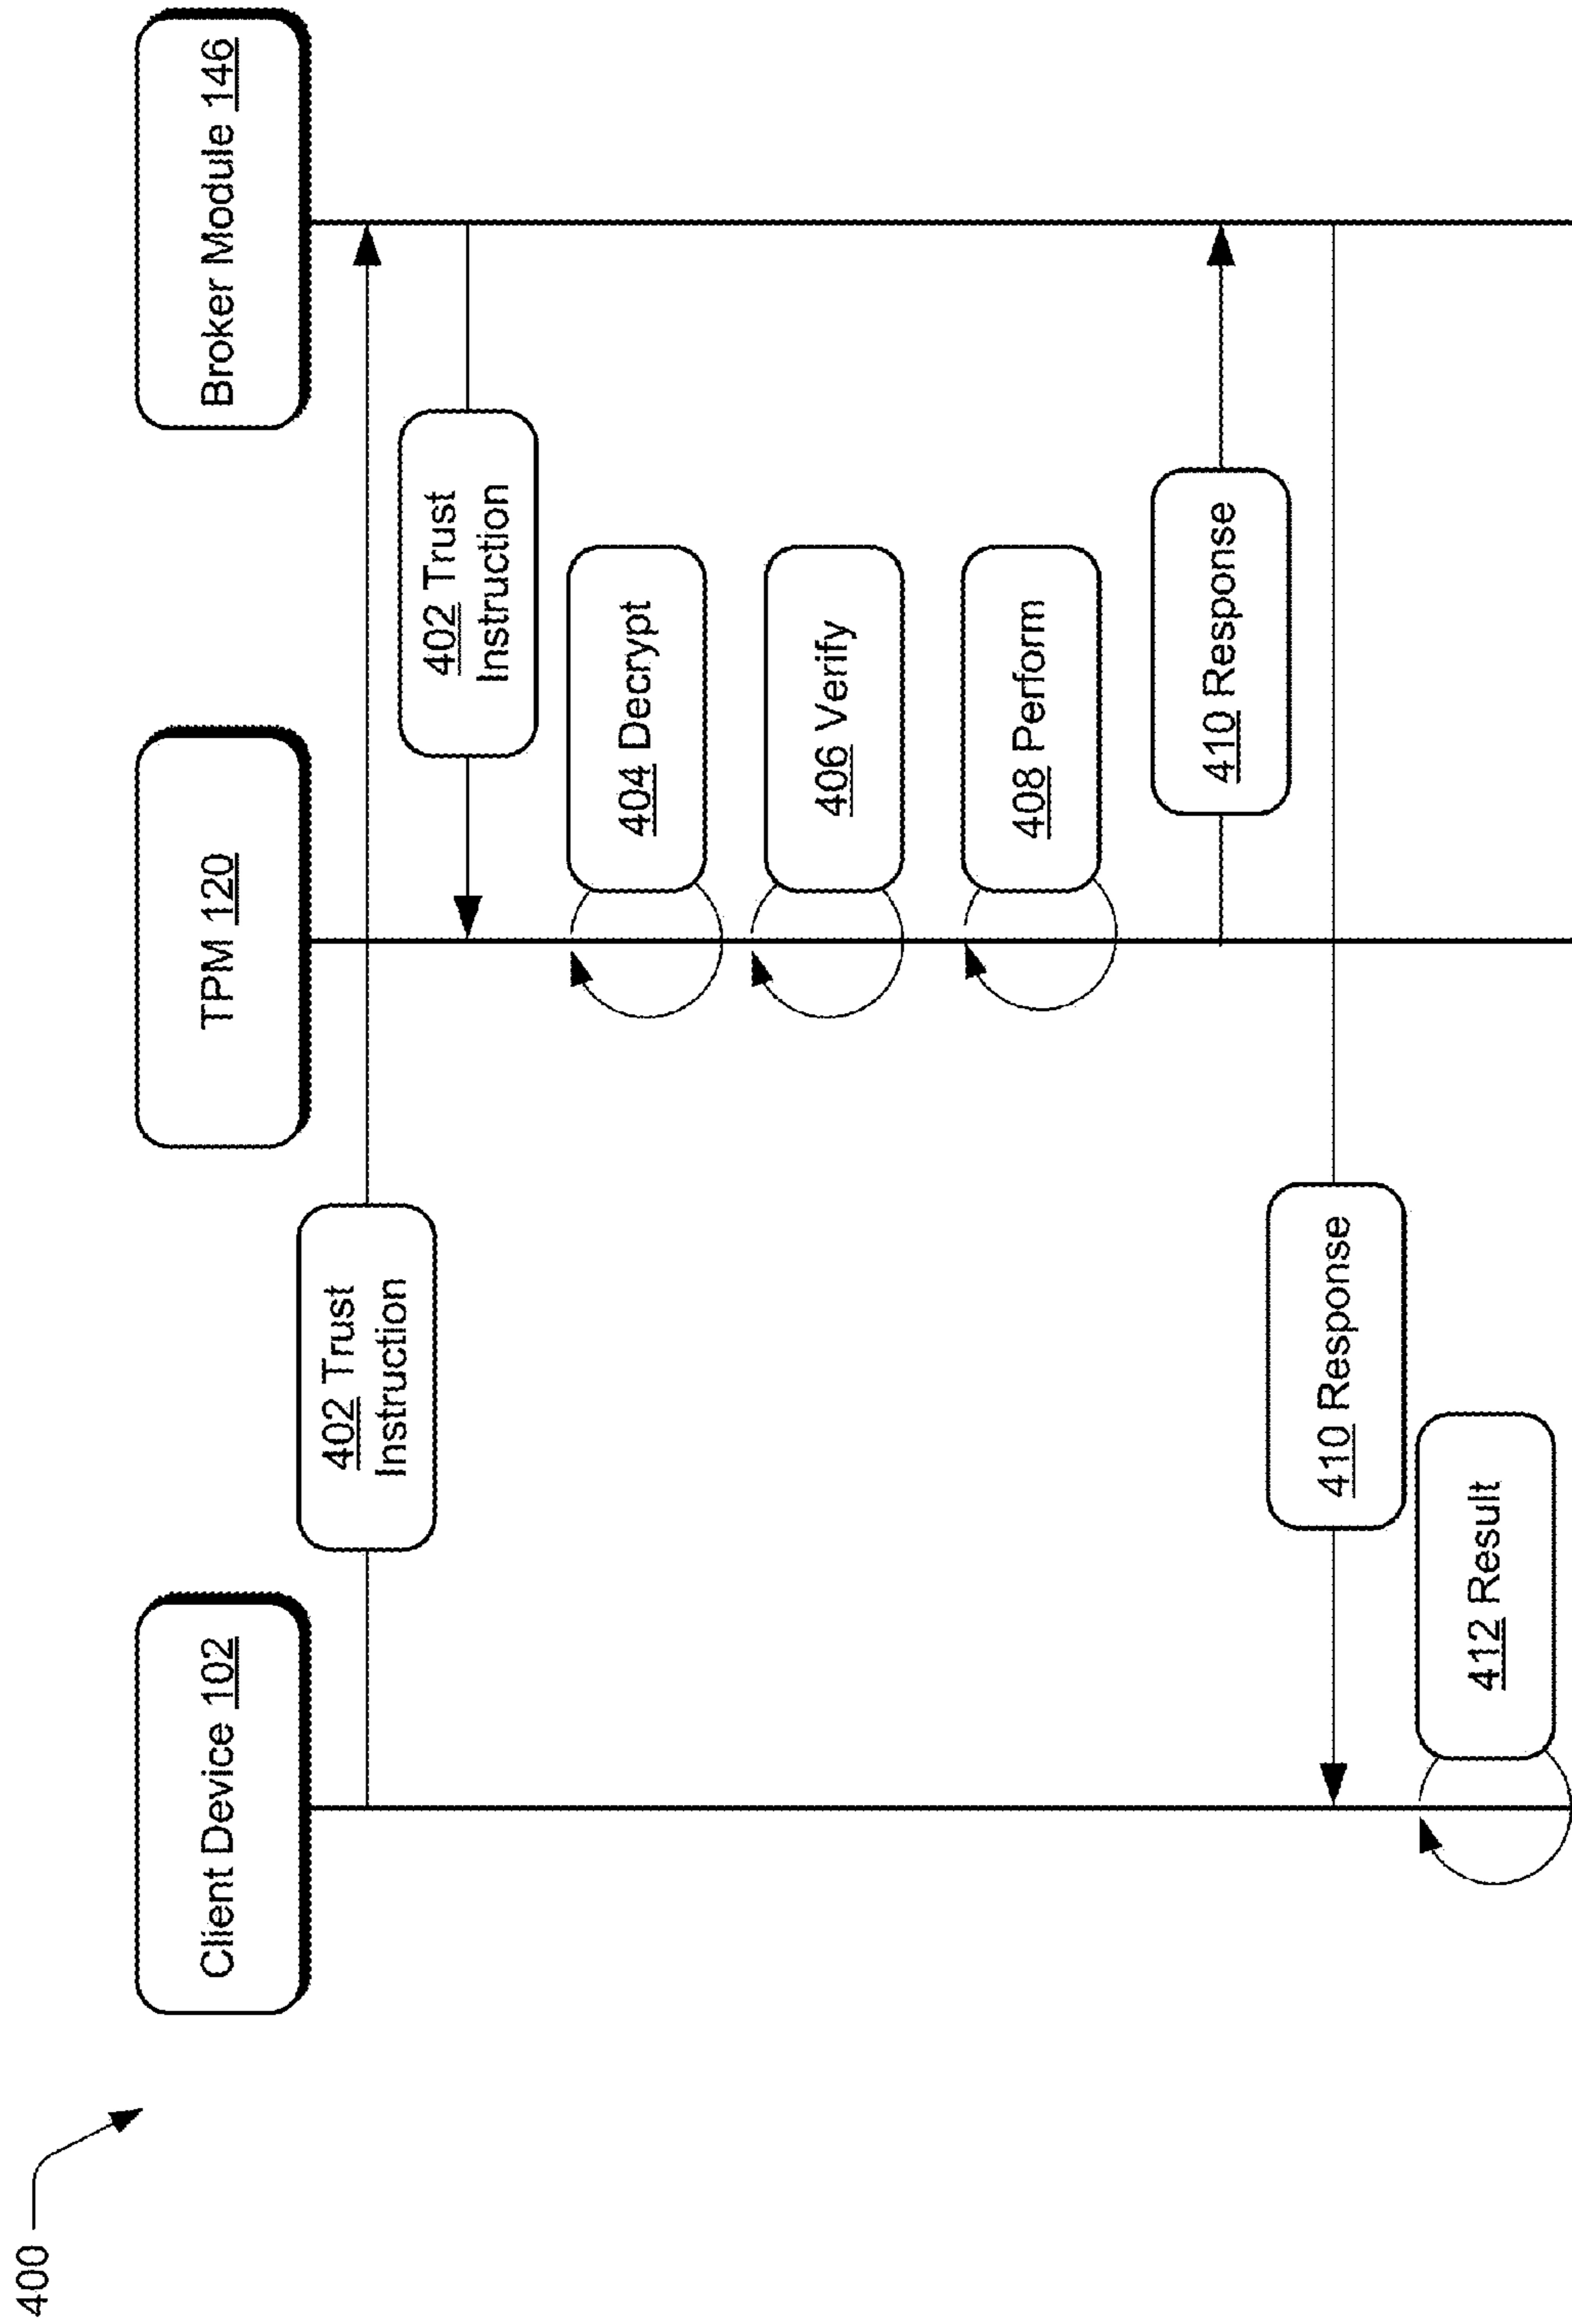 400
Client Device 102
TPM 120
Broker Module 146
402 Trust
Instruction
402 Trust
Instruction
404 Decrypt
406 Verify
408 Perform
410 Response
410 Response
412 Result